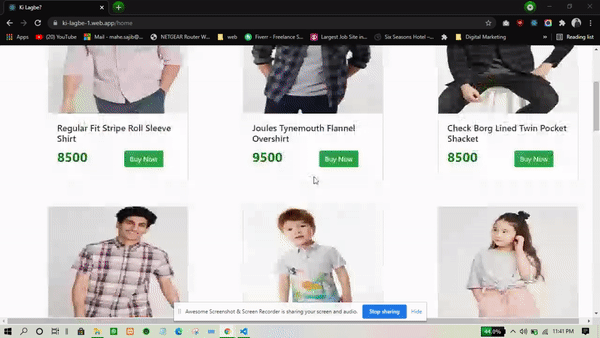 Ki Lagbe?
ki-lagbe-1.web.app/home
Apps
(20) YouTube
Mail - mahe.sajib@...
NETGEAR Router W...
web
Fiverr - Freelance S...
Largest Job Site in...
Six Seasons Hotel –...
Digital Marketing
Reading list
Regular Fit Stripe Roll Sleeve
Shirt
8500
Buy Now
Joules Tynemouth Flannel
Overshirt
9500
Buy Now
Check Borg Lined Twin Pocket
Shacket
8500
Buy Now
Awesome Screenshot & Screen Recorder is sharing your screen and audio.
Stop sharing
Hide
11:41 PM